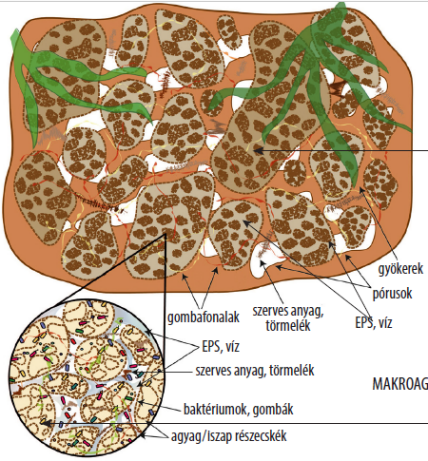 gyökerek
pórusok
gombafonalak
szerves anyag,
törmelék
EPS, víz
EPS, víz
szerves anyag, törmelék
MAKROAG
baktériumok, gombák
agyag/iszap részecskék